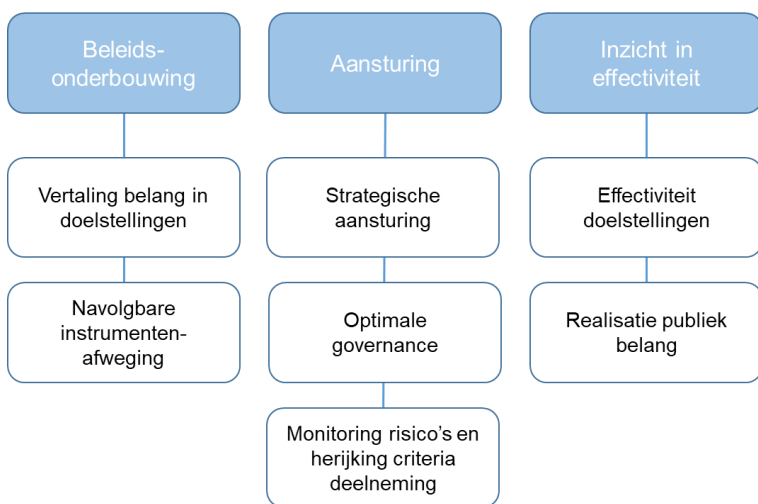 Beleids-
onderbouwing
Vertaling belang in
doelstellingen
Navolgbare
instrumenten-
afweging
Aansturing
Strategische
aansturing
Optimale
governance
Monitoring risico's en
herijking criteria
deelneming
Inzicht in
effectiviteit
Effectiviteit
doelstellingen
Realisatie publiek
belang